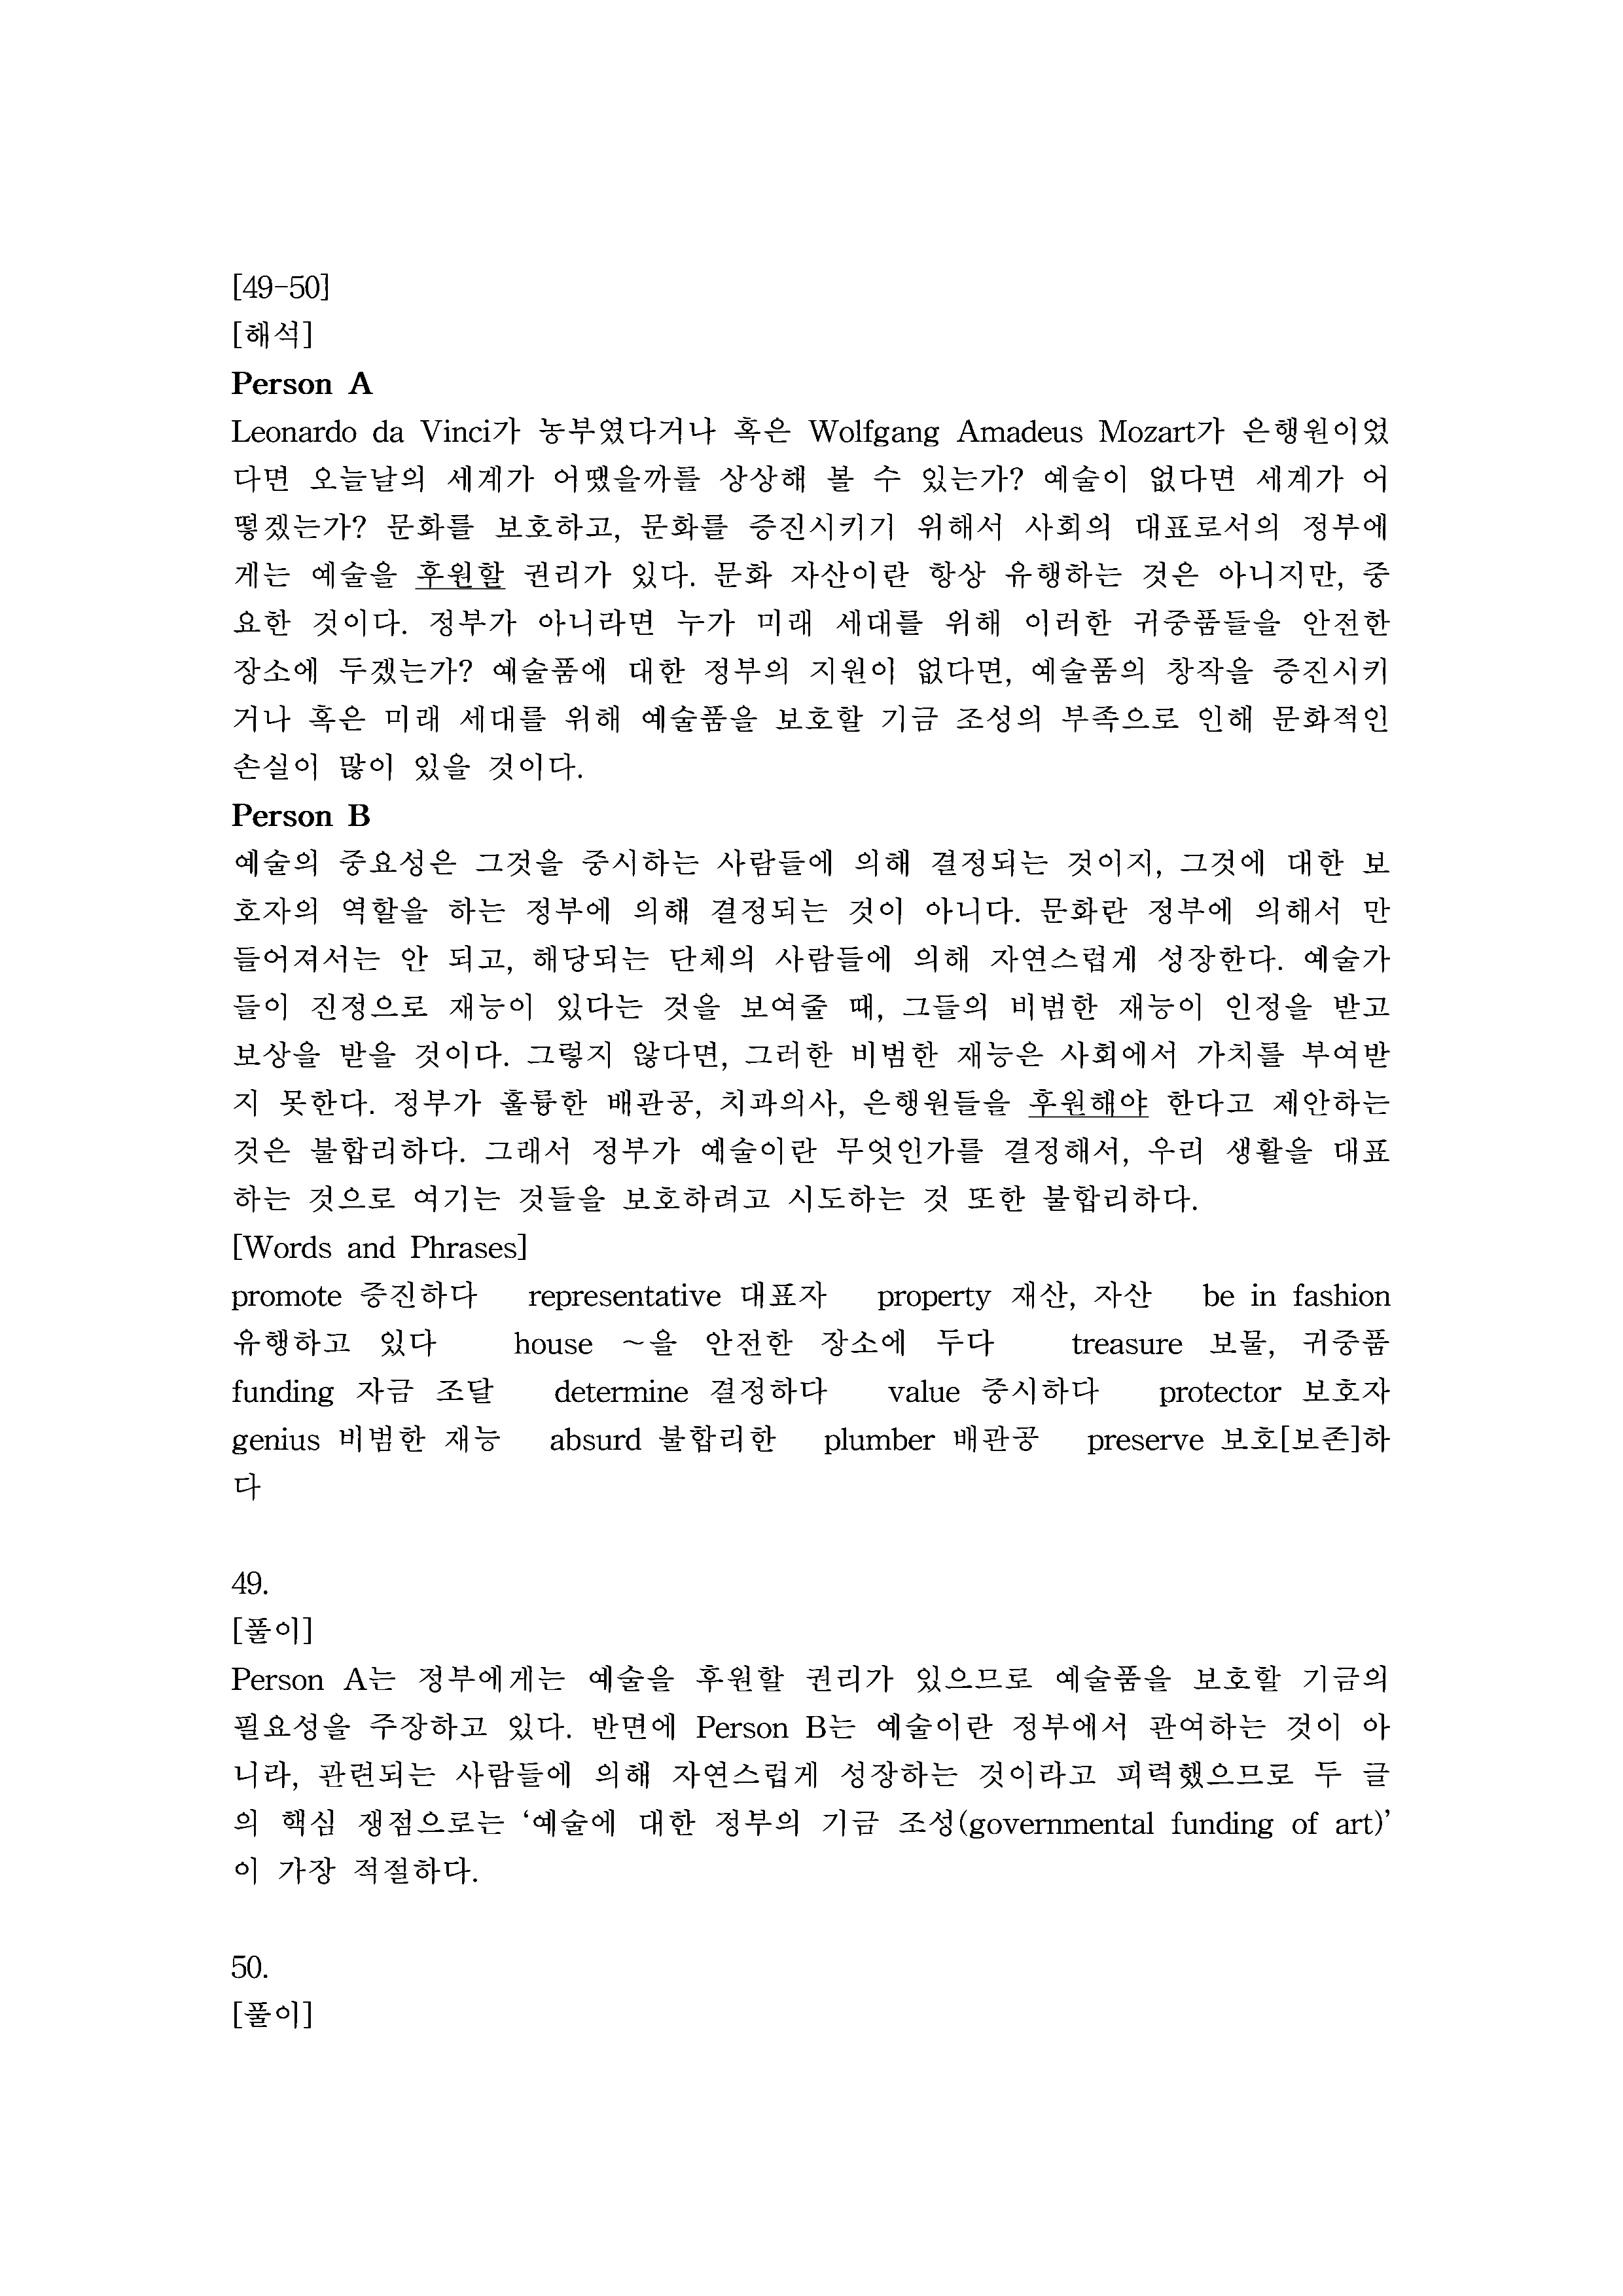 [49-50]
[해석]
Person A
Leonardo da Vinci가 농부였다거나 혹은 Wolfgang Amadeus Mozart가 은행원이었
다면 오늘날의 세계가 어땠을까를 상상해 볼 수 있는가? 예술이 없다면 세계가 어
떻겠는가? 문화를 보호하고, 문화를 증진시키기 위해서 사회의 대표로서의 정부에
게는 예술을 후원할 권리가 있다. 문화 자산이란 항상 유행하는 것은 아니지만, 중
요한 것이다. 정부가 아니라면 누가 미래 세대를 위해 이러한 귀중품들을 안전한
장소에 두겠는가? 예술품에 대한 정부의 지원이 없다면, 예술품의 창작을 증진시키
거나 혹은 미래 세대를 위해 예술품을 보호할 기금 조성의 부족으로 인해 문화적인
손실이 많이 있을 것이다.
Person B
예술의 중요성은 그것을 중시하는 사람들에 의해 결정되는 것이지, 그것에 대한 보
호자의 역할을 하는 정부에 의해 결정되는 것이 아니다. 문화란 정부에 의해서 만
들어져서는 안 되고, 해당되는 단체의 사람들에 의해 자연스럽게 성장한다. 예술가
들이 진정으로 재능이 있다는 것을 보여줄 때, 그들의 비범한 재능이 인정을 받고
보상을 받을 것이다. 그렇지 않다면, 그러한 비범한 재능은 사회에서 가치를 부여받
지 못한다. 정부가 훌륭한 배관공, 치과의사, 은행원들을 후원해야 한다고 제안하는
것은 불합리하다. 그래서 정부가 예술이란 무엇인가를 결정해서, 우리 생활을 대표
하는 것으로 여기는 것들을 보호하려고 시도하는 것 또한 불합리하다.
[Words and Phrases]
promote 증진하다 representative 대표자 property 재산, 자산 be in fashion
유행하고 있다 house ~을 안전한 장소에 두다 treasure 보물, 귀중품
funding 자금 조달 determine 결정하다 value 중시하다 protector 보호자
genius 비범한 재능 absurd 불합리한 plumber 배관공 preserve 보호[보존]하
다
49.
[풀이]
Person A는 정부에게는 예술을 후원할 권리가 있으므로 예술품을 보호할 기금의
필요성을 주장하고 있다. 반면에 Person B는 예술이란 정부에서 관여하는 것이 아
니라, 관련되는 사람들에 의해 자연스럽게 성장하는 것이라고 피력했으므로 두 글
의 핵심 쟁점으로는 ‘예술에 대한 정부의 기금 조성(governmental funding of art)’
이 가장 적절하다.
50.
[풀이]